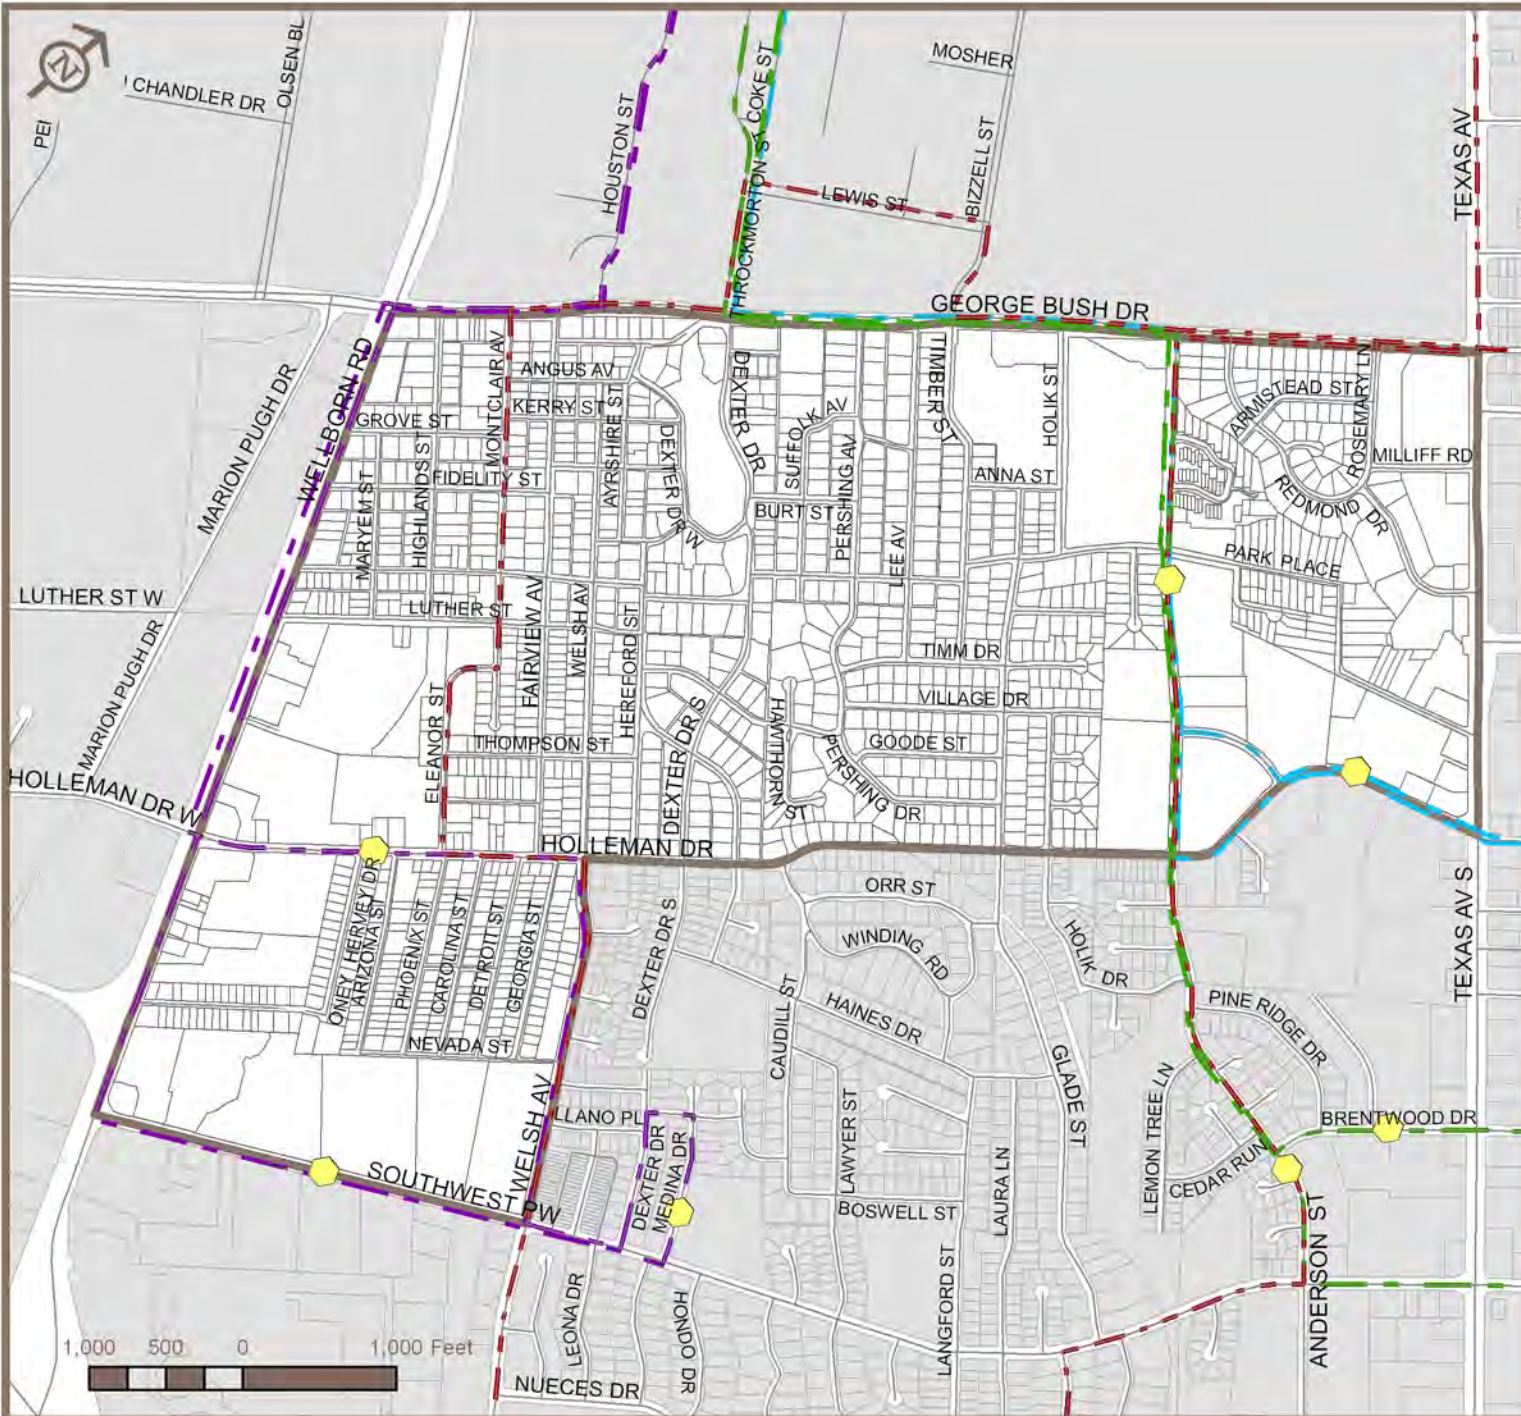 N
MOSHER
OLSEN BL
CHANDLER DR
COKE ST
HOUSTON ST
PEI
BIZZELL ST
TEXAS AV
THROCKMORTON ST
LEWIS ST
GEORGE BUSH DR
WELLBORN RD
MONTCLAIR AV
ANGUS AV
KERRY ST
GROVE ST
AYRSHIRE ST
DEXTER DR W
DEXTER DR
SUFFOLK AV
TIMBER ST
HOLIK ST
ARMISTEAD ST
ROSEMARY LN
MILLIFF RD
MARION PUGH DR
MARYEM ST
HIGHLANDS ST
FIDELITY ST
BURT ST
PERSHING AV
ANNA ST
REDMOND DR
LEE AV
PARK PLACE
LUTHER ST W
LUTHER ST
FAIRVIEW AV
WELSH AV
HEREFORD ST
MARION PUGH DR
TIMM DR
VILLAGE DR
ELEANOR ST
THOMPSON ST
DEXTER DR S
HAWTHORN ST
PERSHING DR
GOODE ST
HOLLEMAN DR W
HOLLEMAN DR
ONEY HERMEY DR
ARIZONA ST
PHOENIX ST
CAROLINA ST
DETROIT ST
GEORGIA ST
NEVADA ST
ORR ST
WINDING RD
HOLIK DR
TEXAS AV S
DEXTER DR S
CAUDILL ST
HAINES DR
PINE RIDGE DR
GLADE ST
LEMON TREE LN
WELSH AV
LLANO PL
DEXTER DR
MEDINA DR
LAWYER ST
BRENTWOOD DR
CEDAR RUN
SOUTHWEST PW
BOSWELL ST
LAURA LN
LANGFORD ST
ANDERSON ST
LEONA DR
HONDO DR
NUECES DR
1,000 500 0 1,000 Feet